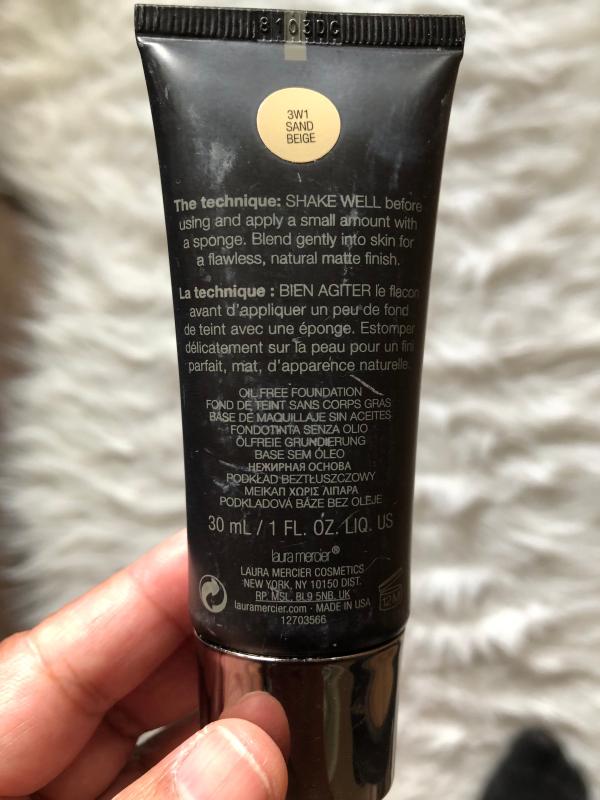 8103DC
3W1
SAND
BEIGE
The technique: SHAKE WELL before
using and apply a small amount with
a sponge. Blend gently into skin for
a flawless, natural matte finish.
La technique : BIEN AGITER le flacon
avant d'appliquer un peu de fond
de teint avec une éponge. Estomper
délicatement sur la peau pour un fini
parfait, mat, d'apparence naturelle.
OIL FREE FOUNDATION
FOND DE TEINT SANS CORPS GRAS
BASE DE MAQUILLAJE SIN ACEITES
FONDOTINTA SENZA OLIO
ÖLFREIE GRUNDIERUNG
BASE SEM ÓLEO
НЕЖИРНАЯ ОСНОВА
PODKŁAD BEZTŁUSZCZOWY
ΜΕΙΚΑΠ ΧΩΡΙΣ ΛΙΠΑΡΑ
PODKLADOVÁ BÁZE BEZ OLEJE
30 mL / 1 FL. OZ. LIQ. US
laura mercier®
LAURA MERCIER COSMETICS
NEW YORK, NY 10150 DIST.
RP. MSL, BL9 5NB. UK
lauramercier.com · MADE IN USA
12703566
12M